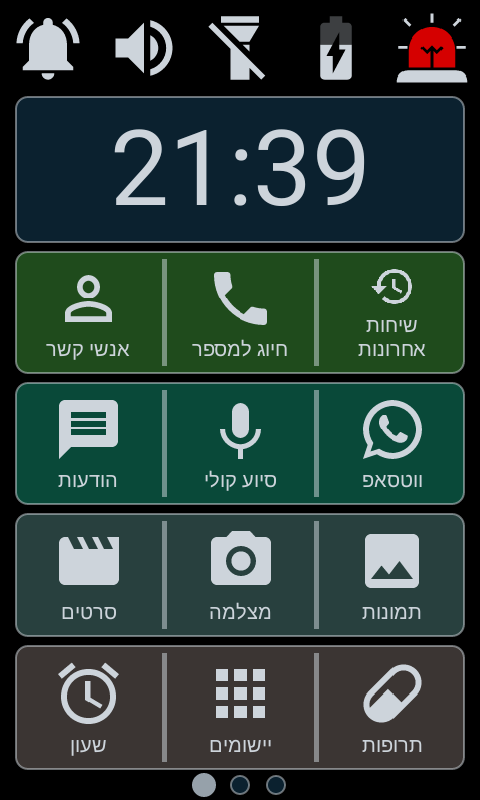 21:39
שיחות
אחרונות
חיוג למספר
אנשי קשר
ווטסאפ
סיוע קולי
הודעות
תמונות
מצלמה
סרטים
תרופות
יישומים
שעון